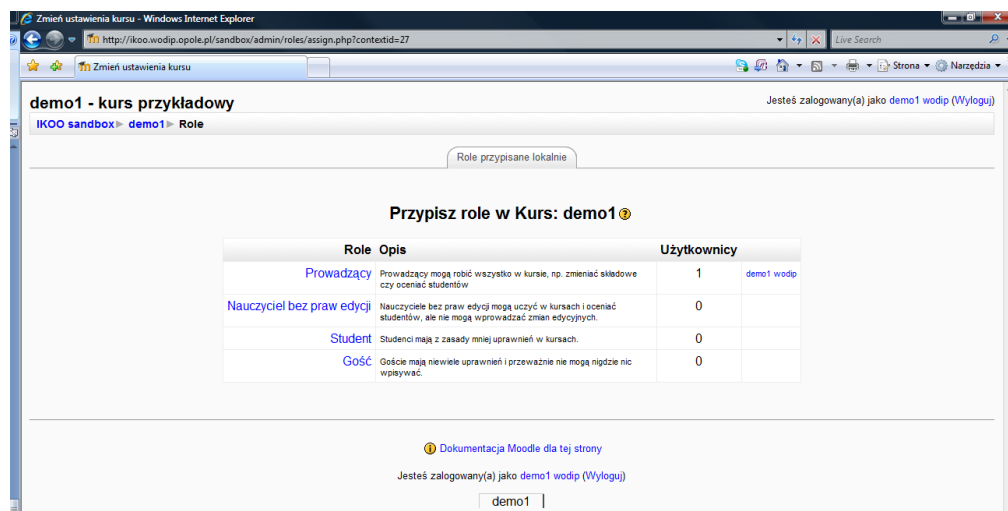 Zmień ustawienia kursu - Windows Internet Explorer
http://ikoo.wodip.opole.pl/sandbox/admin/roles/assign.php?contextid=27
Live Search
Zmień ustawienia kursu
Strona
Narzędzia
demo1 - kurs przykładowy
Jesteś zalogowany(a) jako demo1 wodip (Wyloguj)
IKOO sandbox► demo1► Role
Role przypisane lokalnie
Przypisz role w Kurs: demo1
Role Opis Użytkownicy
Prowadzący Prowadzący mogą robić wszystko w kursie, np. zmieniać składowe 1 demo1 wodip
czy oceniać studentów
Nauczyciel bez praw edycji Nauczyciele bez praw edycji mogą uczyć w kursach i oceniać 0
studentów, ale nie mogą wprowadzać zmian edycyjnych.
Student Studenci mają z zasady mniej uprawnień w kursach. 0
Gość Goście mają niewiele uprawnień i przeważnie nie mogą nigdzie nic 0
wpisywać.
Dokumentacja Moodle dla tej strony
Jesteś zalogowany(a) jako demo1 wodip (Wyloguj)
demo1